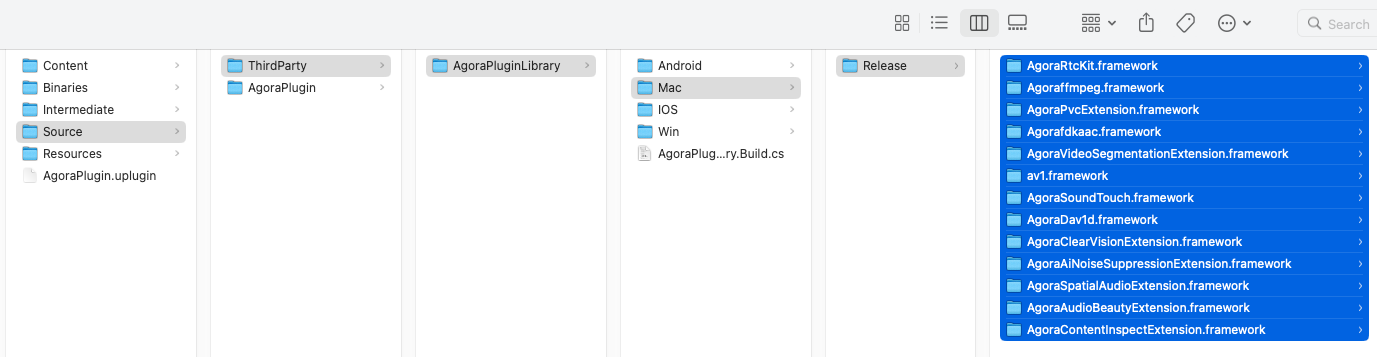 Search
Content
Binaries
Intermediate
Source
Resources
AgoraPlugin.uplugin
ThirdParty
AgoraPlugin
AgoraPluginLibrary
Android
Mac
IOS
Win
AgoraPlug...ry.Build.cs
Release
AgoraRtcKit.framework
Agoraffmpeg.framework
AgoraPvcExtension.framework
Agorafdkaac.framework
AgoraVideoSegmentationExtension.framework
av1.framework
AgoraSoundTouch.framework
AgoraDav1d.framework
AgoraClearVisionExtension.framework
AgoraAiNoiseSuppressionExtension.framework
AgoraSpatialAudioExtension.framework
AgoraAudioBeautyExtension.framework
AgoraContentInspectExtension.framework